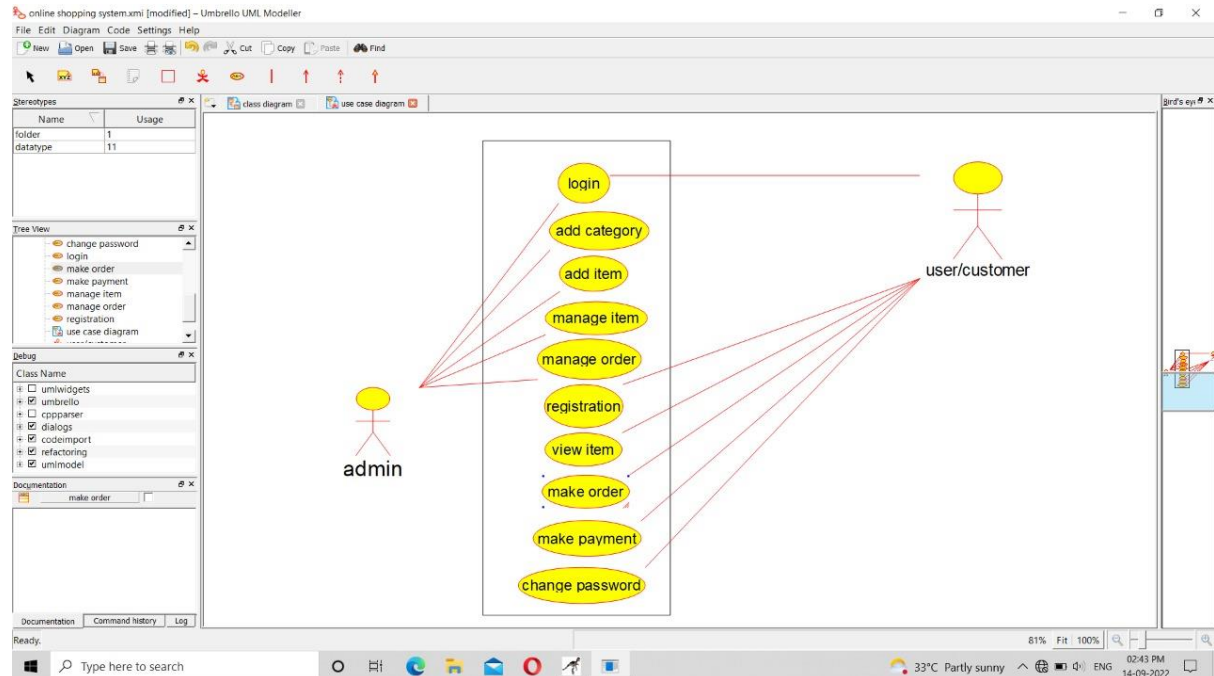 online shopping system.xmi [modified] – Umbrello UML Modeller
File Edit Diagram Code Settings Help
New Open Save Cut Copy Paste Find
XYZ
Stereotypes
Name Usage
folder 1
datatype 11
Tree View
change password
login
make order
make payment
manage item
manage order
registration
use case diagram
Debug
Class Name
umlwidgets
umbrello
cppparser
dialogs
codeimport
refactoring
umlmodel
Documentation
make order
Documentation Command history Log
Ready.
class diagram use case diagram
login
add category
add item
manage item
manage order
registration
view item
make order
make payment
change password
admin
user/customer
Bird's ey
81% Fit 100%
Type here to search
33°C Partly sunny ENG
02:43 PM
14-09-2022